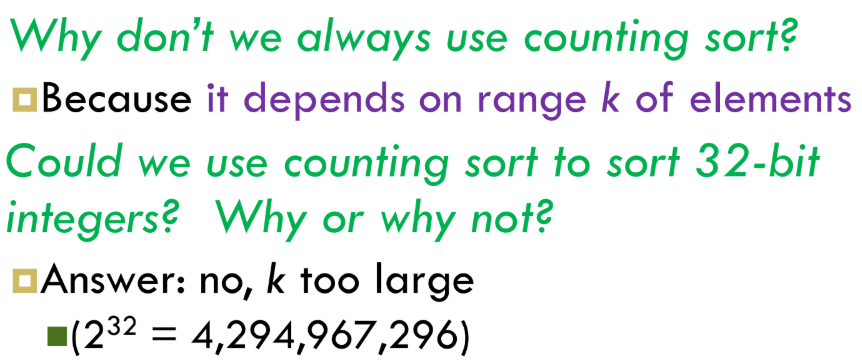 Why don’t we always use counting sort?
Because it depends on range k of elements
Could we use counting sort to sort 32-bit
integers?  Why or why not?
Answer: no, k too large
(2³² = 4,294,967,296)